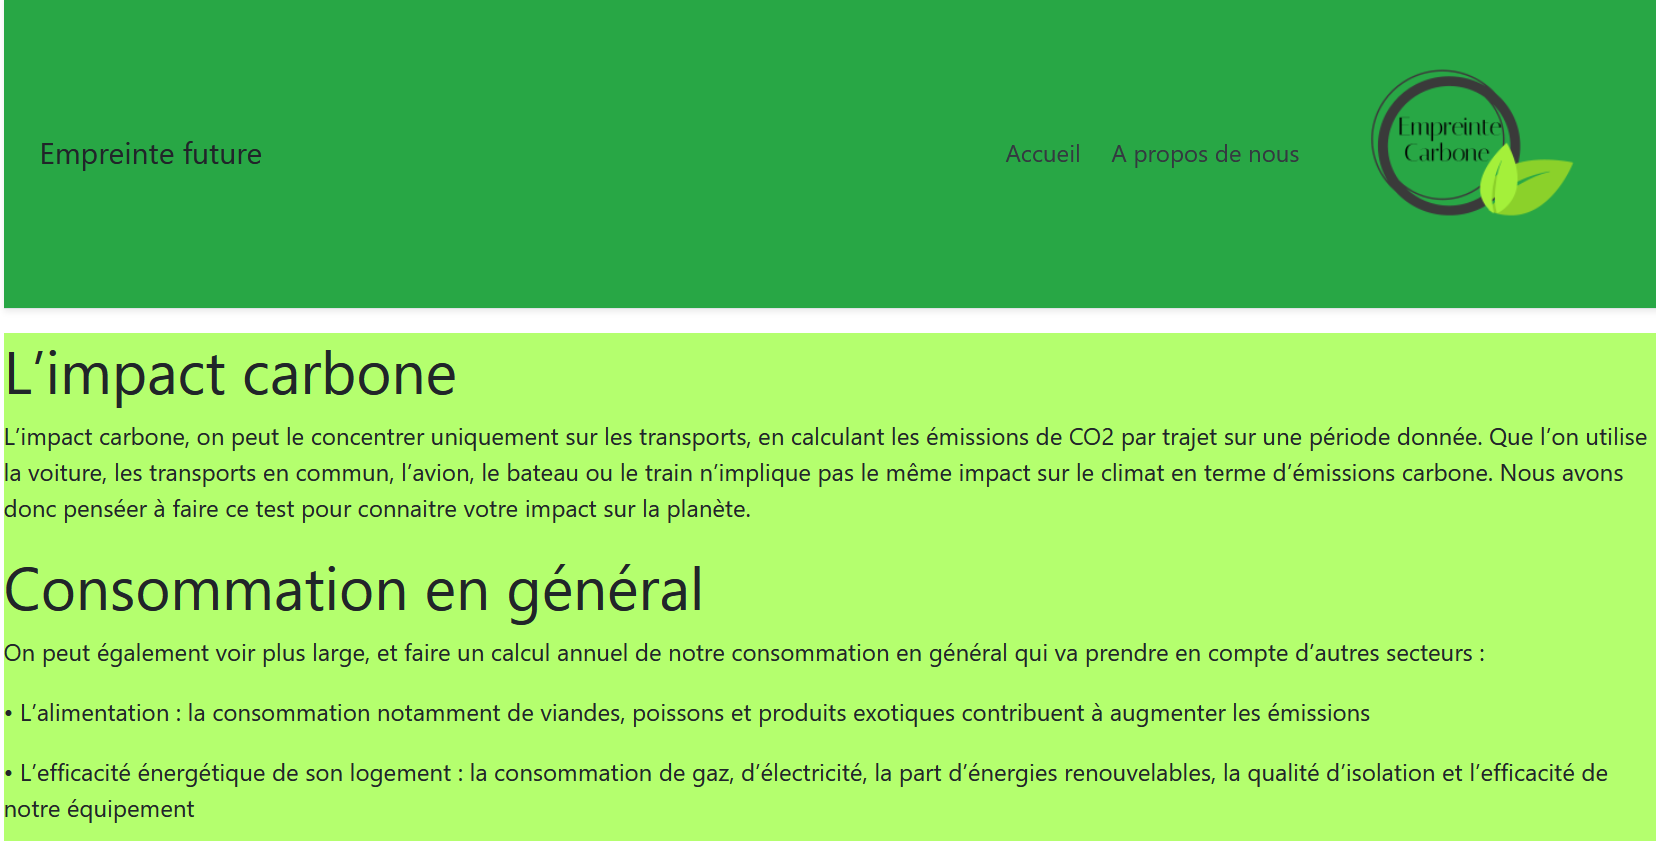 Empreinte future
Accueil
A propos de nous
Empreinte
Carbone
L’impact carbone
L’impact carbone, on peut le concentrer uniquement sur les transports, en calculant les émissions de CO2 par trajet sur une période donnée. Que l’on utilise
la voiture, les transports en commun, l’avion, le bateau ou le train n’implique pas le même impact sur le climat en terme d’émissions carbone. Nous avons
donc penséer à faire ce test pour connaitre votre impact sur la planète.
Consommation en général
On peut également voir plus large, et faire un calcul annuel de notre consommation en général qui va prendre en compte d’autres secteurs :
• L’alimentation : la consommation notamment de viandes, poissons et produits exotiques contribuent à augmenter les émissions
• L’efficacité énergétique de son logement : la consommation de gaz, d’électricité, la part d’énergies renouvelables, la qualité d’isolation et l’efficacité de
notre équipement